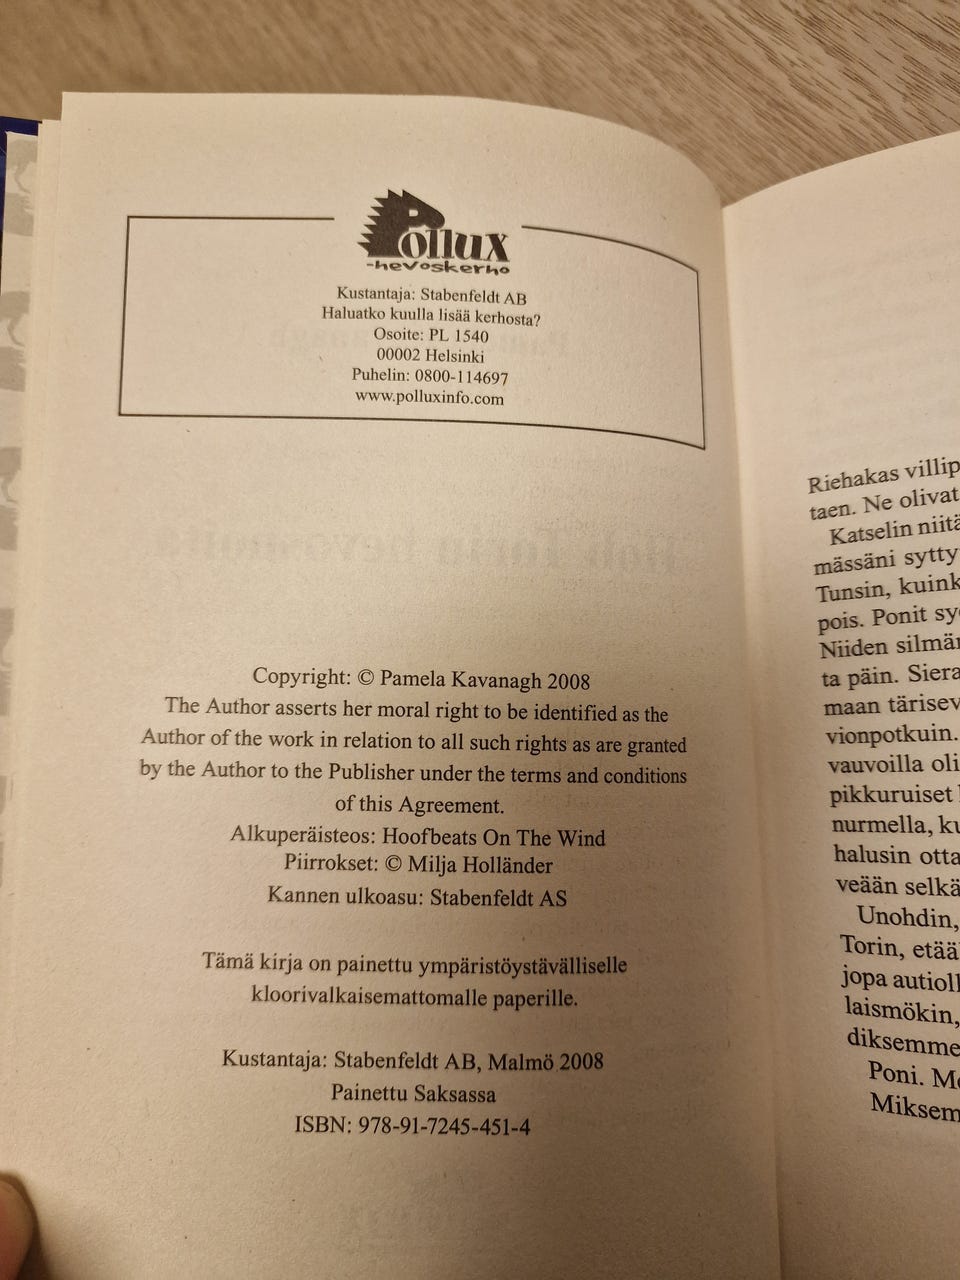 Pollux
-hevoskerho
Kustantaja: Stabenfeldt AB
Haluatko kuulla lisää kerhosta?
Osoite: PL 1540
00002 Helsinki
Puhelin: 0800-114697
www.polluxinfo.com
Copyright: © Pamela Kavanagh 2008
The Author asserts her moral right to be identified as the
Author of the work in relation to all such rights as are granted
by the Author to the Publisher under the terms and conditions
of this Agreement.
Alkuperäisteos: Hoofbeats On The Wind
Piirrokset: © Milja Holländer
Kannen ulkoasu: Stabenfeldt AS
Tämä kirja on painettu ympäristöystävälliselle
kloorivalkaisemattomalle paperille.
Kustantaja: Stabenfeldt AB, Malmö 2008
Painettu Saksassa
ISBN: 978-91-7245-451-4
Riehakas villip
taen. Ne olivat
Katselin niitä
mässäni sytty
Tunsin, kuink
pois. Ponit sy
Niiden silmä
ta päin. Siera
maan tärisev
vionpotkuin.
vauvoilla oli
pikkuruiset
nurmella, ku
halusin otta
veään selkä
Unohdin,
Torin, etää
jopa autioll
laismökin,
diksemme
Poni. Me
Miksem